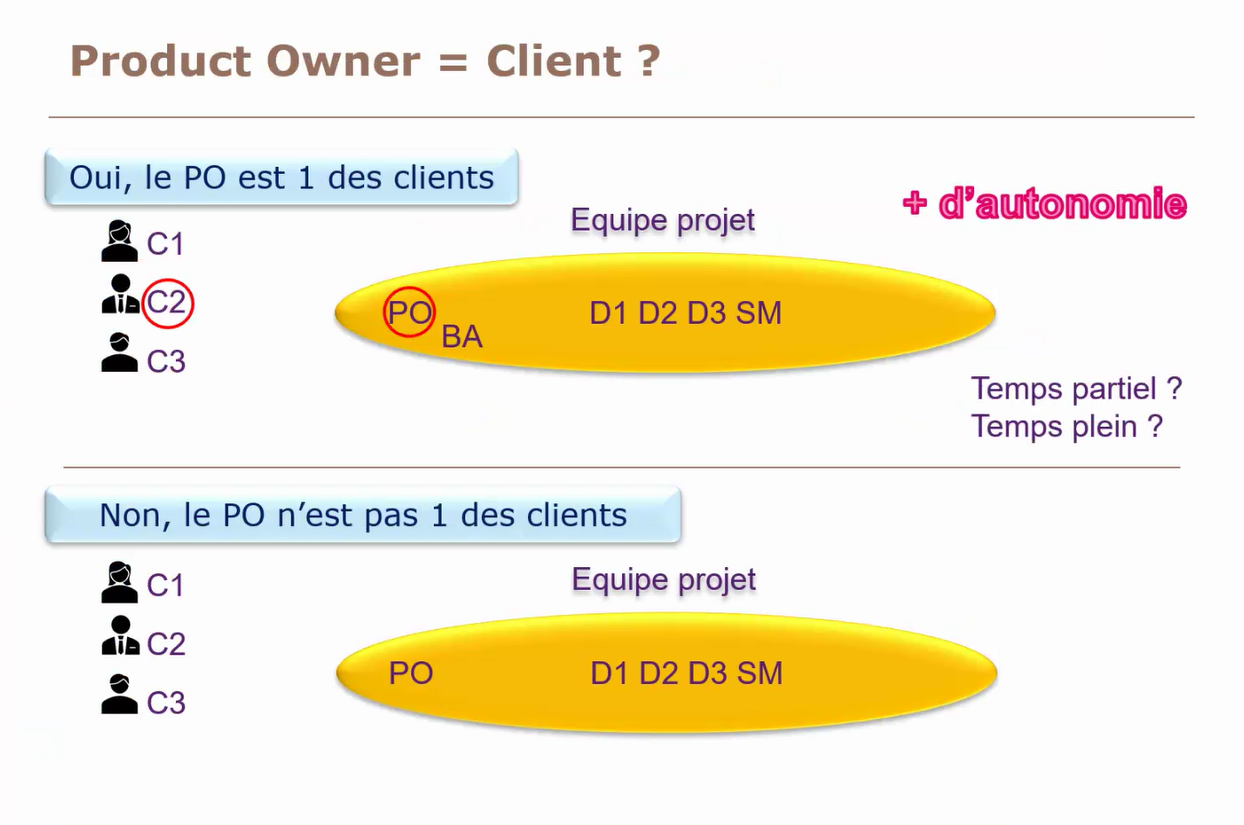 Product Owner = Client ?
Oui, le PO est 1 des clients
+ d’autonomie
Equipe projet
C1
C2
C3
PO
BA
D1 D2 D3 SM
Temps partiel ?
Temps plein ?
Non, le PO n’est pas 1 des clients
Equipe projet
C1
C2
C3
PO
D1 D2 D3 SM